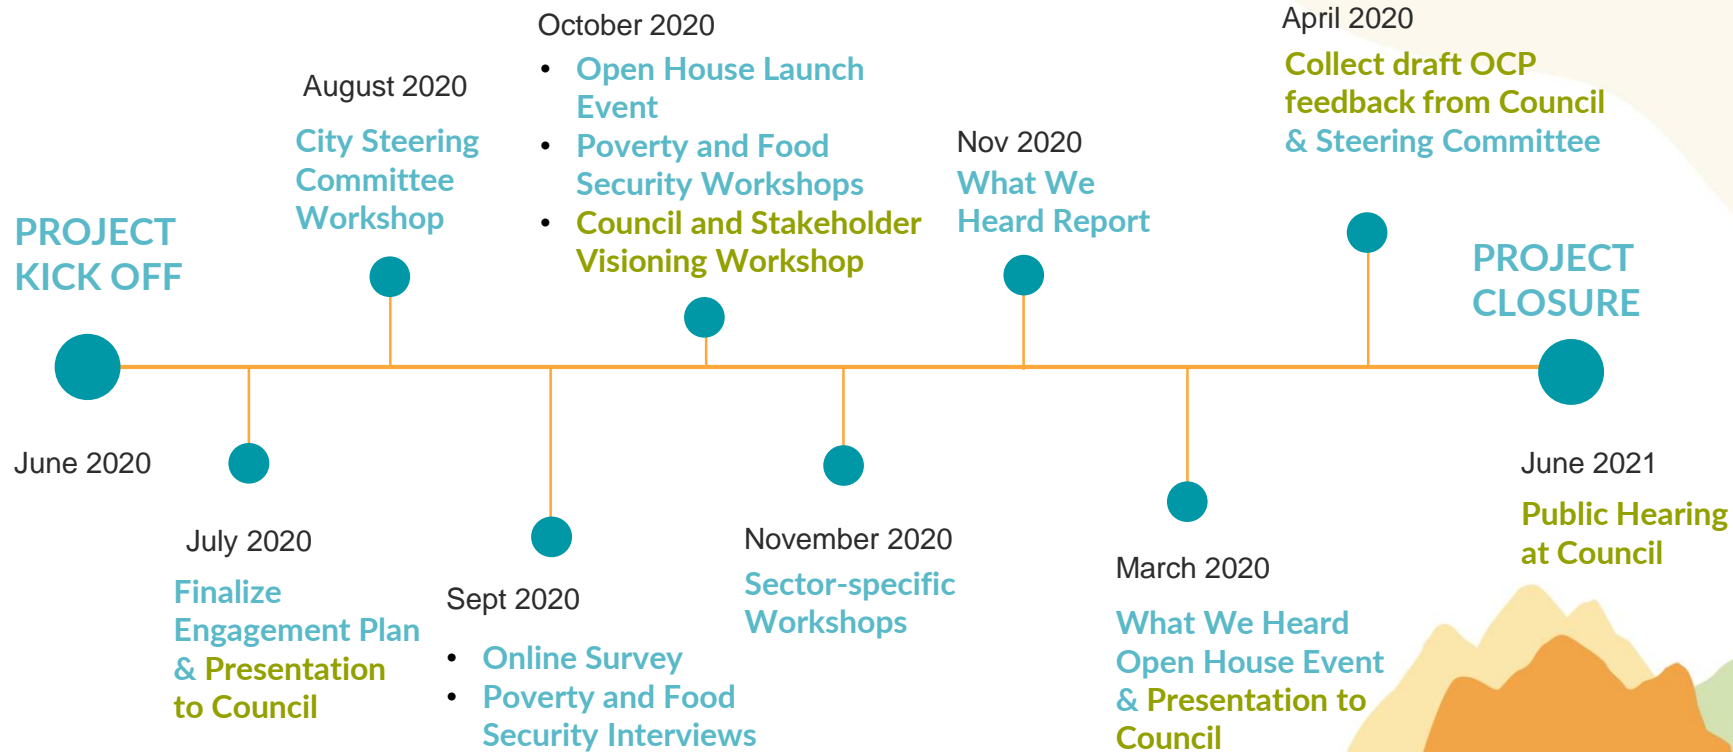 PROJECT
KICK OFF
June 2020
July 2020
Finalize
Engagement Plan
& Presentation
to Council
August 2020
City Steering
Committee
Workshop
Sept 2020
• Online Survey
• Poverty and Food
Security Interviews
October 2020
• Open House Launch
Event
• Poverty and Food
Security Workshops
• Council and Stakeholder
Visioning Workshop
November 2020
Sector-specific
Workshops
Nov 2020
What We
Heard Report
March 2020
What We Heard
Open House Event
& Presentation to
Council
April 2020
Collect draft OCP
feedback from Council
& Steering Committee
PROJECT
CLOSURE
June 2021
Public Hearing
at Council